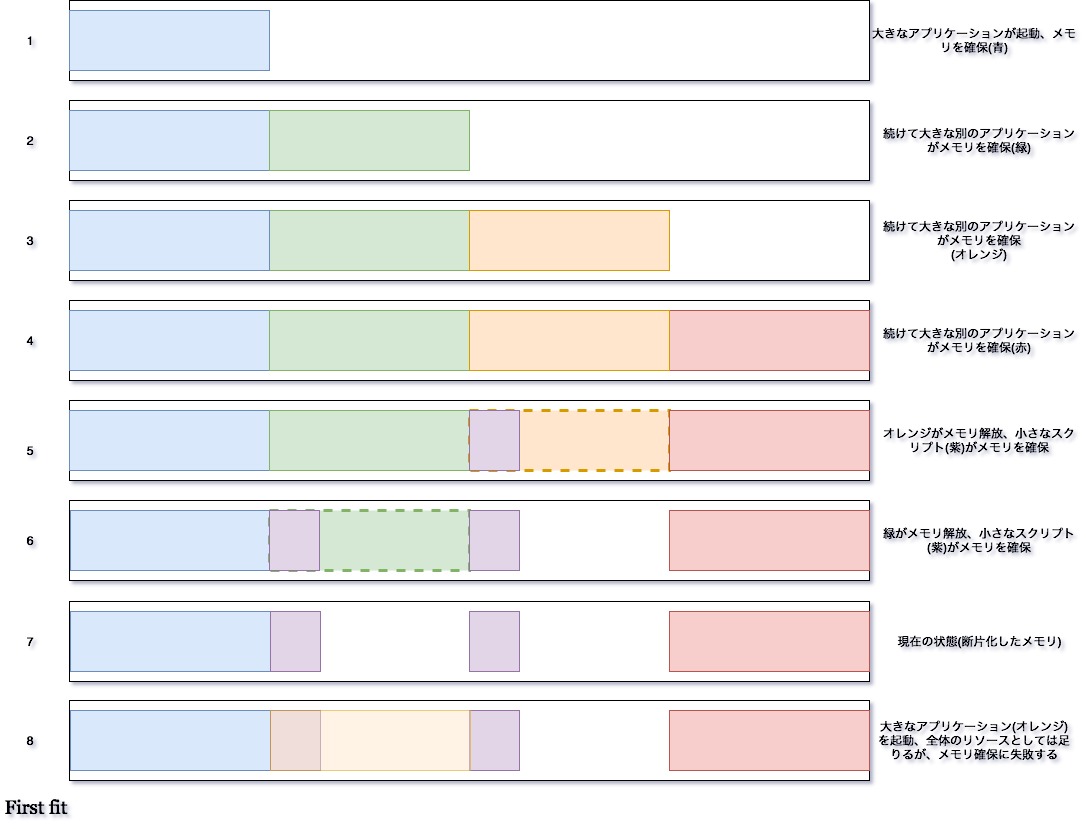 1
大きなアプリケーションが起動、メモ
リを確保(青)
2
続けて大きな別のアプリケーション
がメモリを確保(緑)
3
続けて大きな別のアプリケーション
がメモリを確保
(オレンジ)
4
続けて大きな別のアプリケーション
がメモリを確保(赤)
5
オレンジがメモリ解放、小さなスク
リプト(紫)がメモリを確保
6
緑がメモリ解放、小さなスクリプト
(紫)がメモリを確保
7
現在の状態(断片化したメモリ)
8
大きなアプリケーション(オレンジ)
を起動、全体のリソースとしては足
りるが、メモリ確保に失敗する
First fit